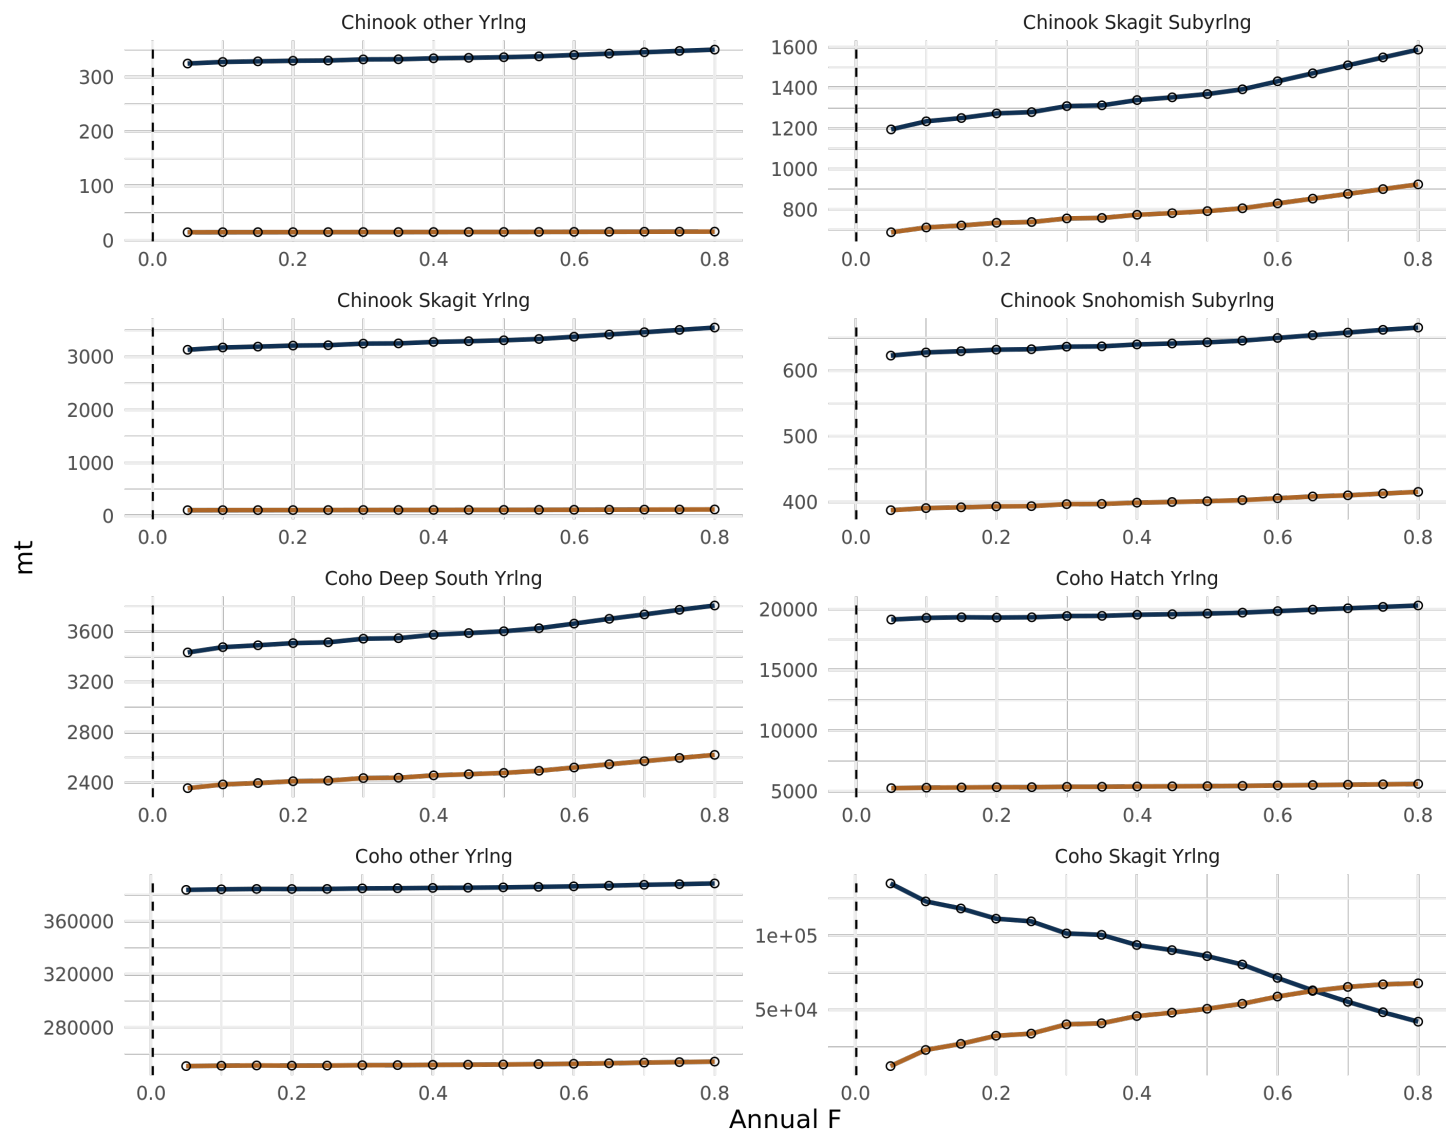 Chinook other Yrlng
300
200
100
0
0.0 0.2 0.4 0.6 0.8
Chinook Skagit Subyrlng
1600
1400
1200
1000
800
0.0 0.2 0.4 0.6 0.8
Chinook Skagit Yrlng
3000
2000
1000
0
0.0 0.2 0.4 0.6 0.8
Chinook Snohomish Subyrlng
600
500
400
0.0 0.2 0.4 0.6 0.8
mt
Coho Deep South Yrlng
3600
3200
2800
2400
0.0 0.2 0.4 0.6 0.8
Coho Hatch Yrlng
20000
15000
10000
5000
0.0 0.2 0.4 0.6 0.8
Coho other Yrlng
360000
320000
280000
0.0 0.2 0.4 0.6 0.8
Coho Skagit Yrlng
1e+05
5e+04
0.0 0.2 0.4 0.6 0.8
Annual F